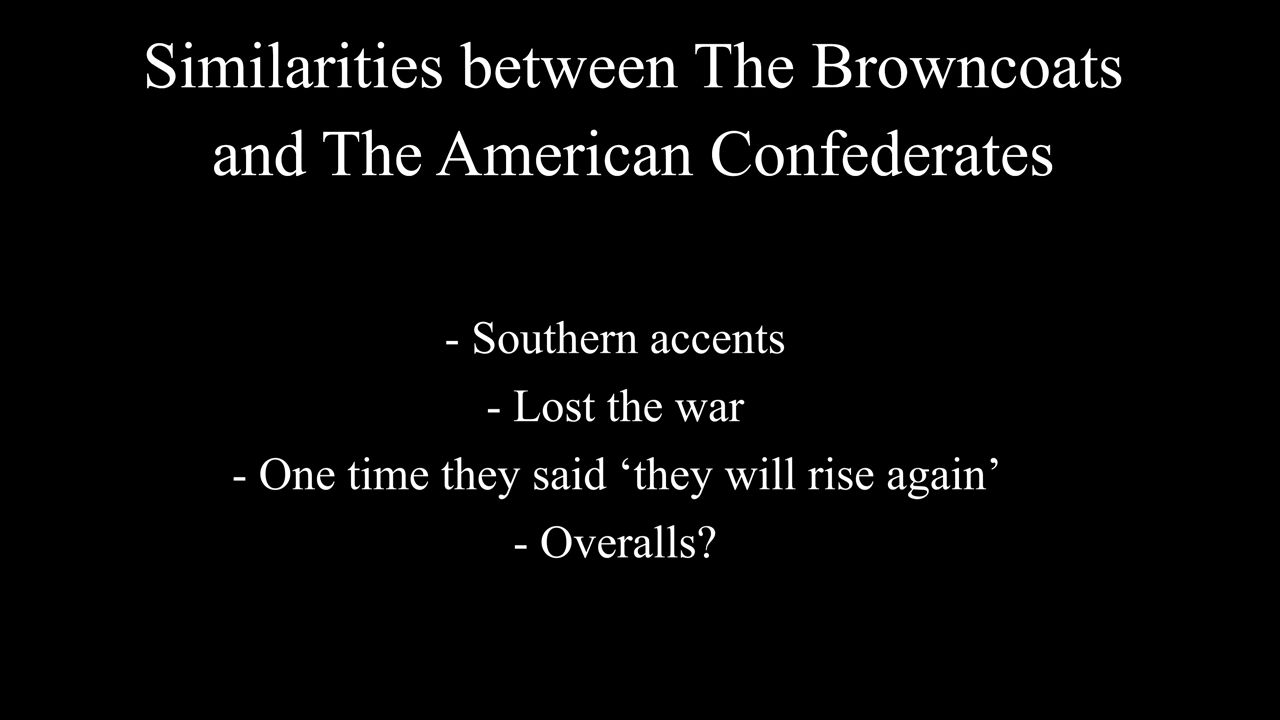 Similarities between The Browncoats
and The American Confederates
- Southern accents
- Lost the war
- One time they said ‘they will rise again’
- Overalls?